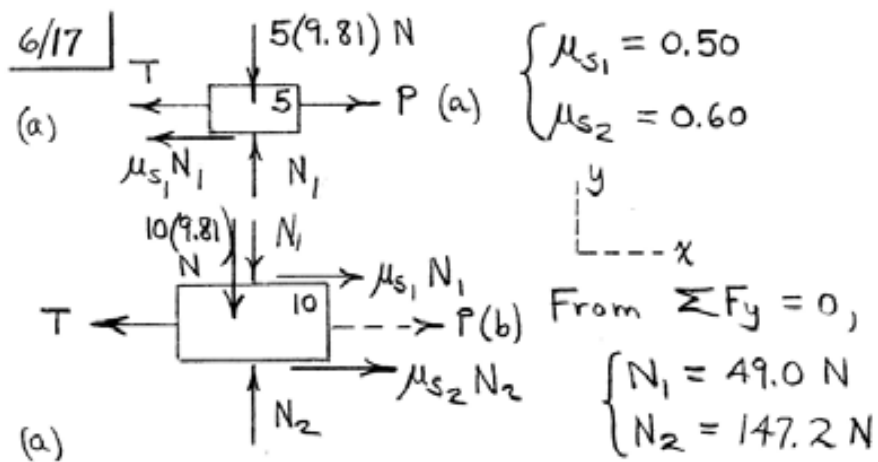 6/17
5(9.81) N
T
5
P (a)
(a)
μs₁N₁
N₁
{ μs₁ = 0.50
μs₂ = 0.60
y
x
10(9.81) N
N₁
μs₁ N₁
10
T
P(b)
μs₂ N₂
N₂
(a)
From ΣFy = 0,
{ N₁ = 49.0 N
N₂ = 147.2 N